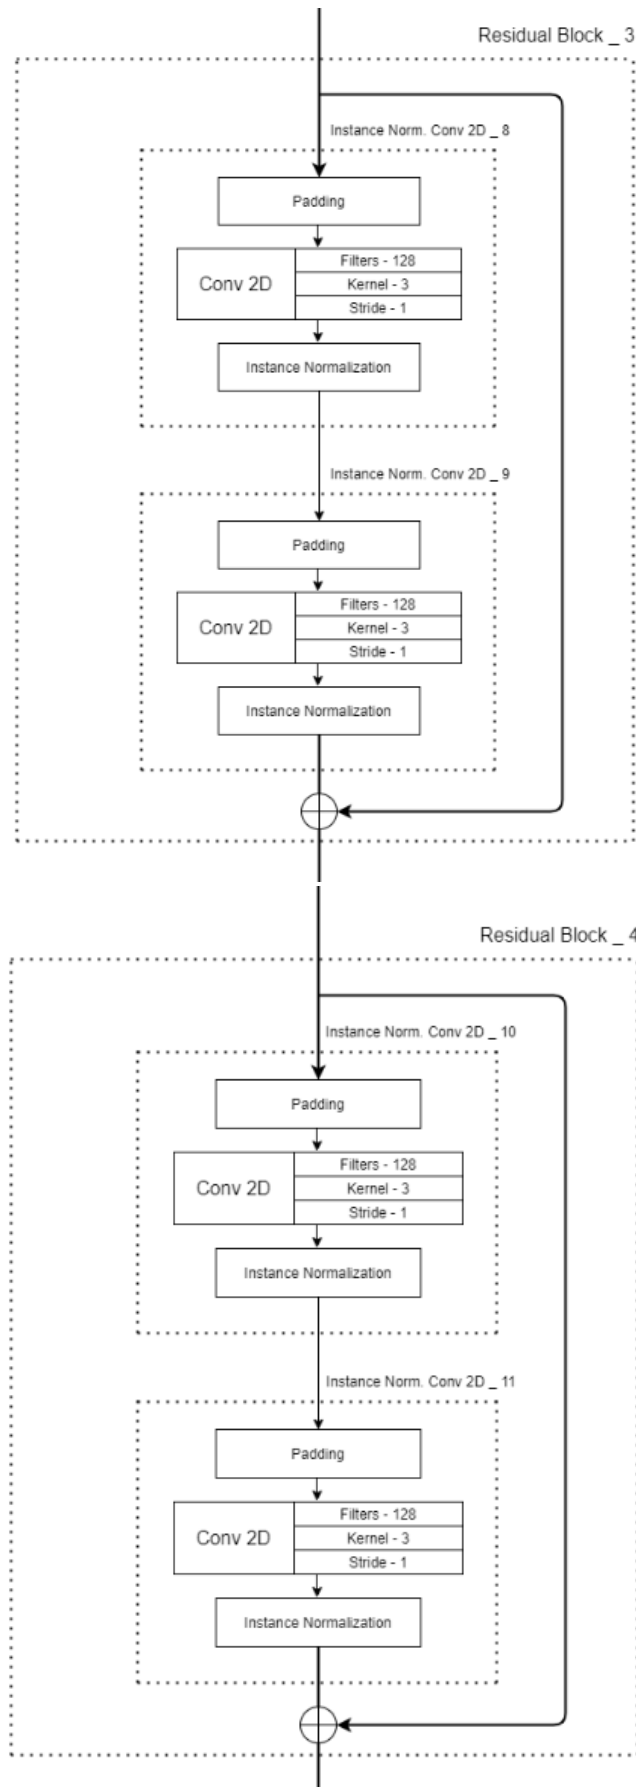 Residual Block _ 3
Instance Norm. Conv 2D _ 8
Padding
Conv 2D
Filters - 128
Kernel - 3
Stride - 1
Instance Normalization
Instance Norm. Conv 2D _ 9
Padding
Conv 2D
Filters - 128
Kernel - 3
Stride - 1
Instance Normalization
Residual Block _ 4
Instance Norm. Conv 2D _ 10
Padding
Conv 2D
Filters - 128
Kernel - 3
Stride - 1
Instance Normalization
Instance Norm. Conv 2D _ 11
Padding
Conv 2D
Filters - 128
Kernel - 3
Stride - 1
Instance Normalization